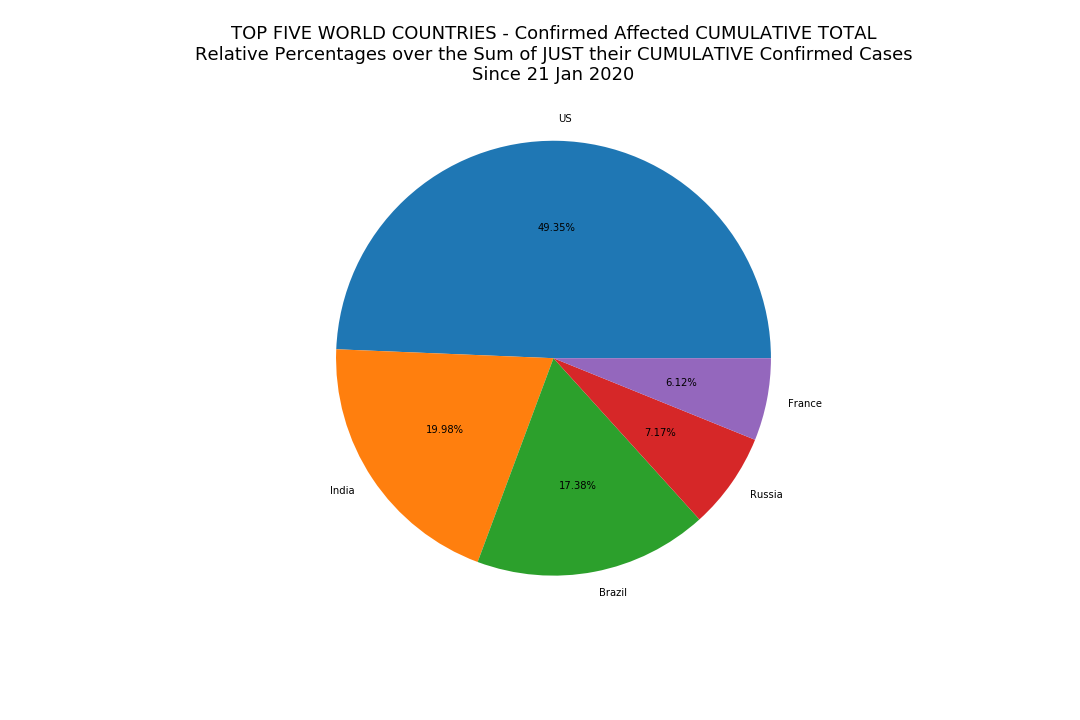 TOP FIVE WORLD COUNTRIES - Confirmed Affected CUMULATIVE TOTAL
Relative Percentages over the Sum of JUST their CUMULATIVE Confirmed Cases
Since 21 Jan 2020
US
49.35%
6.12%
France
19.98%
7.17%
India
17.38%
Russia
Brazil